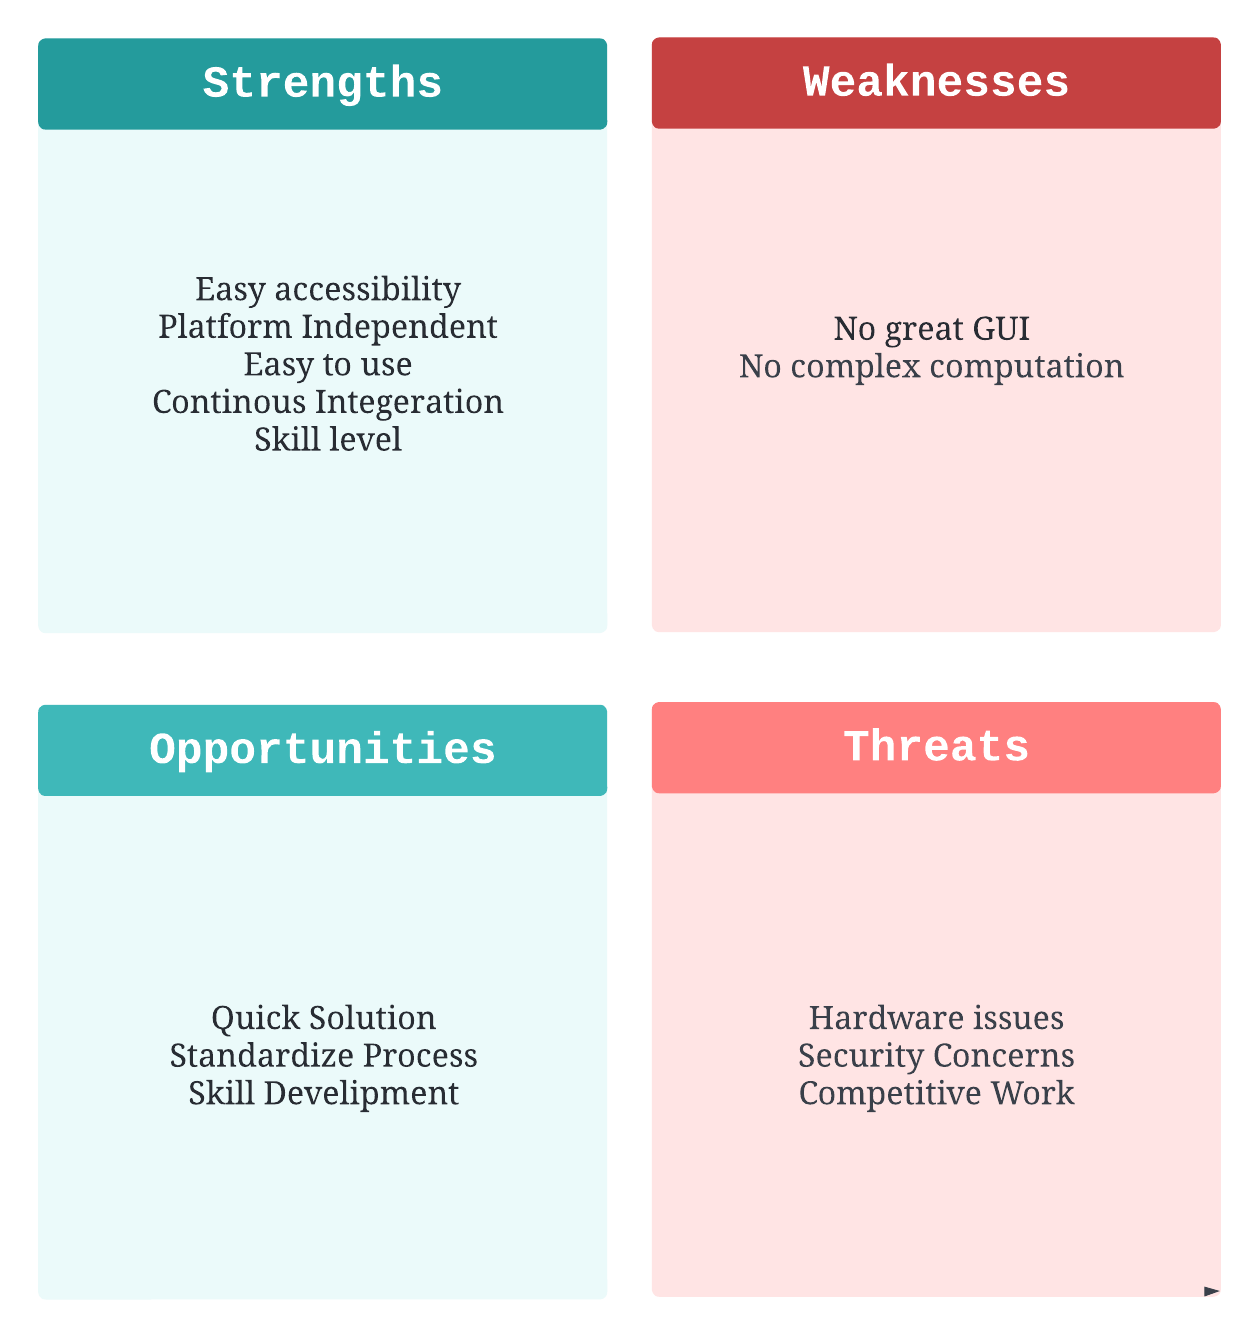 Strengths
Easy accessibility
Platform Independent
Easy to use
Continous Integeration
Skill level
Weaknesses
No great GUI
No complex computation
Opportunities
Quick Solution
Standardize Process
Skill Develipment
Threats
Hardware issues
Security Concerns
Competitive Work